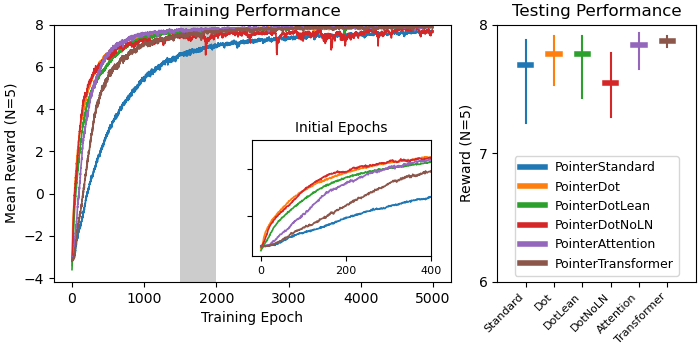 Training Performance
Mean Reward (N=5)
8
6
4
2
0
−2
−4
0
1000
2000
3000
4000
5000
Training Epoch
Initial Epochs
0
200
400
Testing Performance
Reward (N=5)
8
7
6
PointerStandard
PointerDot
PointerDotLean
PointerDotNoLN
PointerAttention
PointerTransformer
Standard
Dot
DotLean
DotNoLN
Attention
Transformer